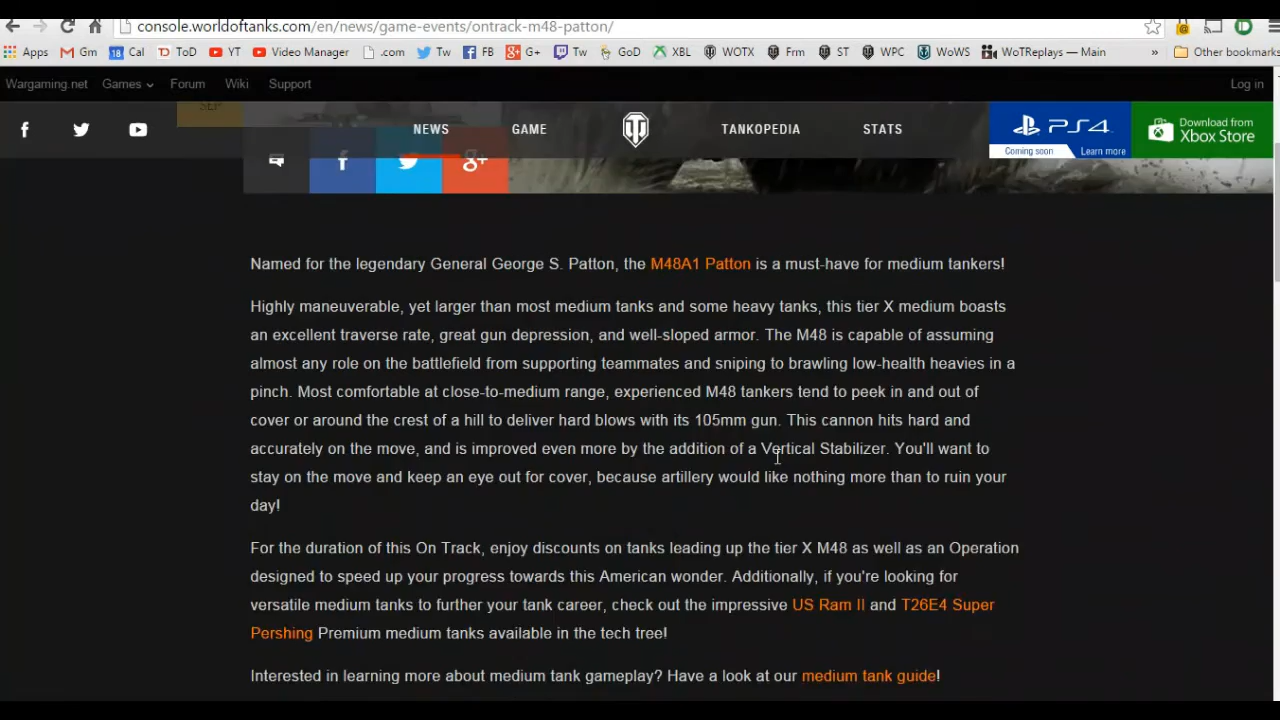 console.worldoftanks.com/en/news/game-events/ontrack-m48-patton/
Apps Gm 18 Cal ToD YT Video Manager .com Tw FB G+ Tw GoD XBL WOTX Frm ST WPC WoWS WoTReplays — Main » Other bookmarks
Wargaming.net Games Forum Wiki Support Log in
SEP
NEWS GAME TANKOPEDIA STATS
PS4 Download from
Xbox Store
Coming soon Learn more
g+
Named for the legendary General George S. Patton, the M48A1 Patton is a must-have for medium tankers!
Highly maneuverable, yet larger than most medium tanks and some heavy tanks, this tier X medium boasts
an excellent traverse rate, great gun depression, and well-sloped armor. The M48 is capable of assuming
almost any role on the battlefield from supporting teammates and sniping to brawling low-health heavies in a
pinch. Most comfortable at close-to-medium range, experienced M48 tankers tend to peek in and out of
cover or around the crest of a hill to deliver hard blows with its 105mm gun. This cannon hits hard and
accurately on the move, and is improved even more by the addition of a Vertical Stabilizer. You'll want to
stay on the move and keep an eye out for cover, because artillery would like nothing more than to ruin your
day!
For the duration of this On Track, enjoy discounts on tanks leading up the tier X M48 as well as an Operation
designed to speed up your progress towards this American wonder. Additionally, if you're looking for
versatile medium tanks to further your tank career, check out the impressive US Ram II and T26E4 Super
Pershing Premium medium tanks available in the tech tree!
Interested in learning more about medium tank gameplay? Have a look at our medium tank guide!